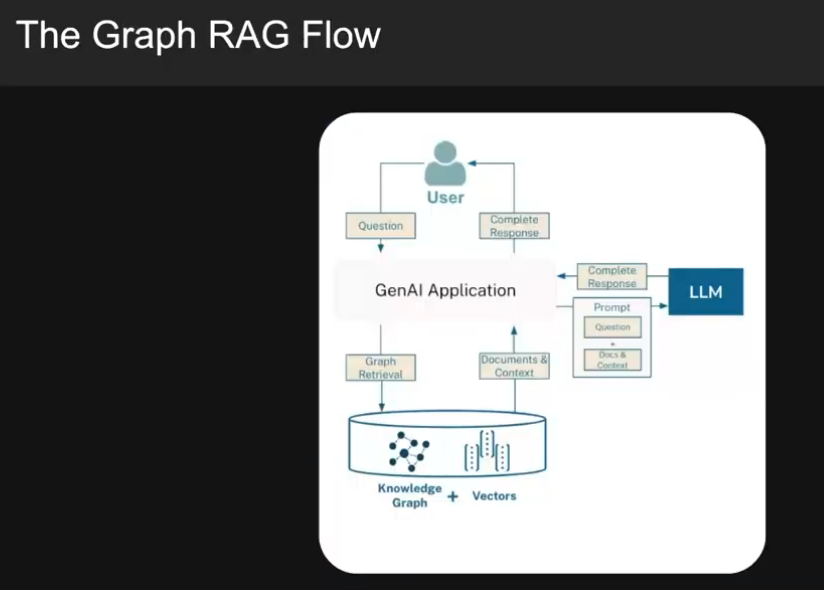 The Graph RAG Flow
User
Question
Complete
Response
GenAI Application
Complete
Response
LLM
Prompt
Question
+
Docs &
Context
Graph
Retrieval
Documents &
Context
Knowledge
Graph
+
Vectors